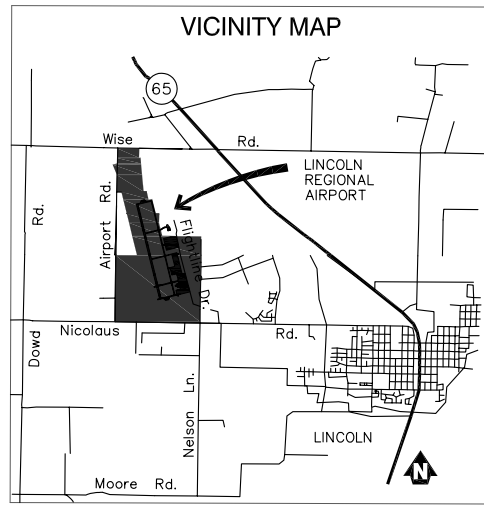 VICINITY MAP
65
Wise Rd.
LINCOLN
REGIONAL
AIRPORT
Airport Rd.
Rd.
Flightline Dr.
Nicolaus Rd.
Dowd
Nelson Ln.
LINCOLN
N
Moore Rd.